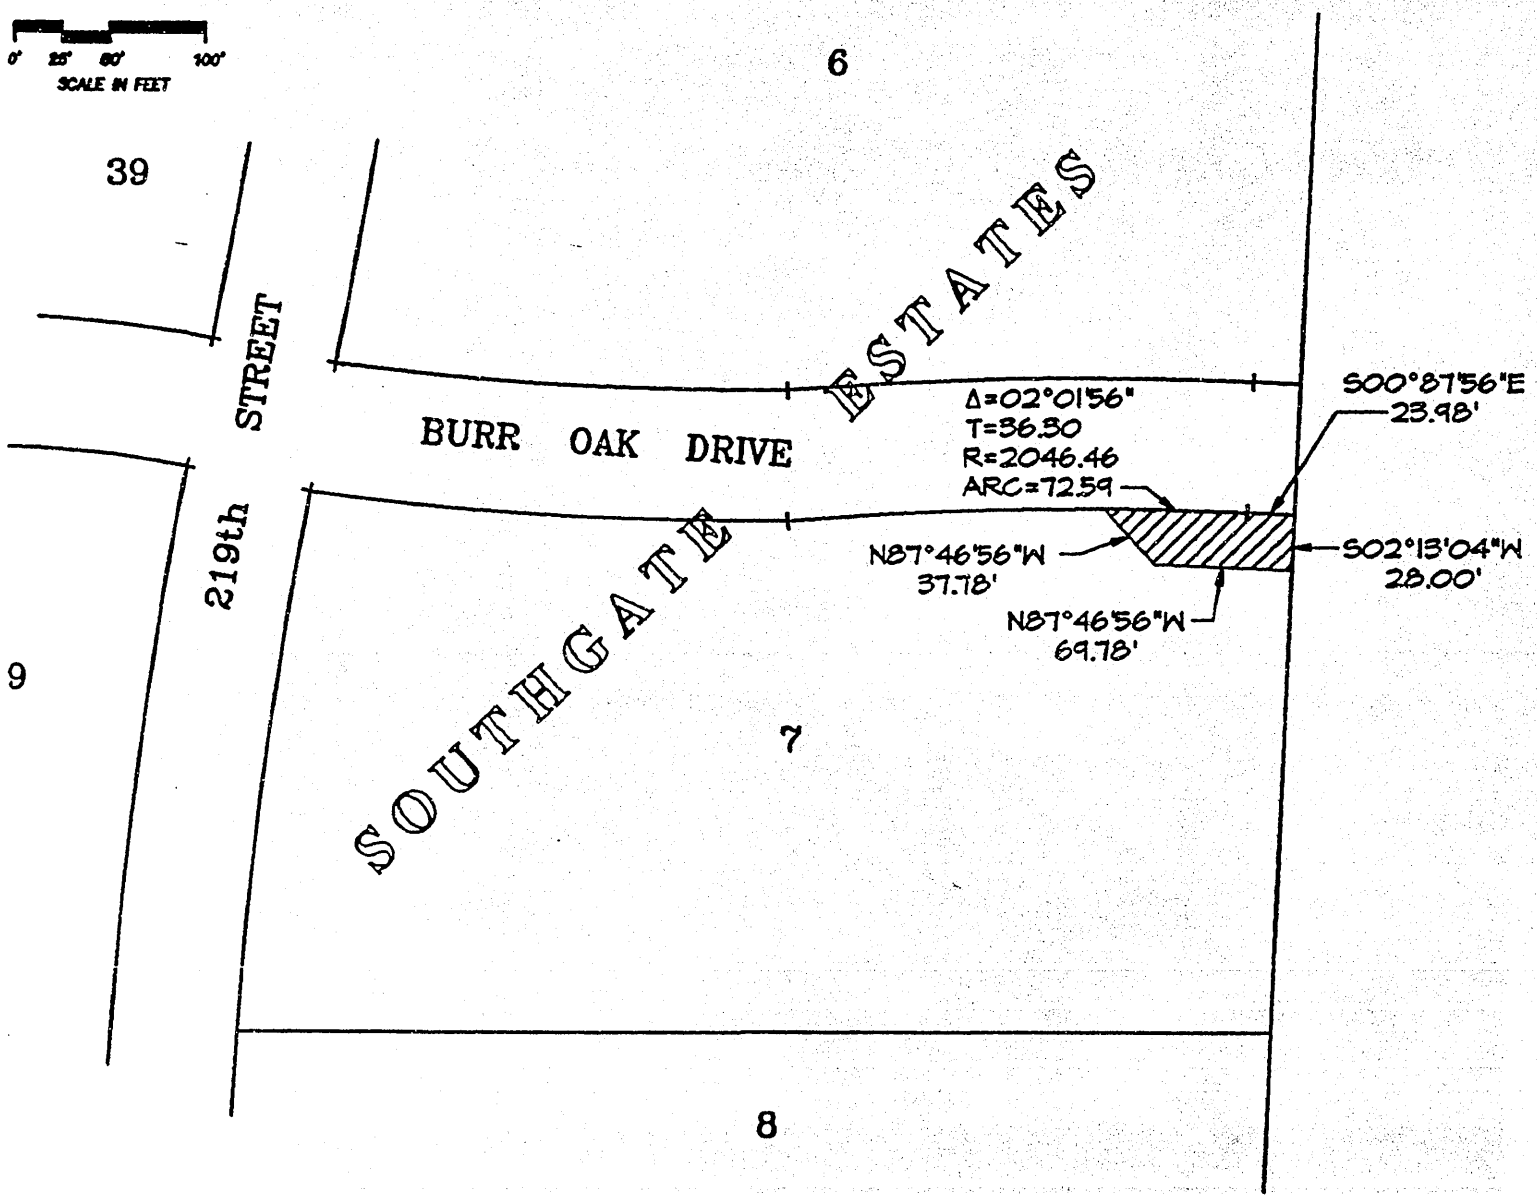 0' 25' 50' 100'
SCALE IN FEET
6
39
219th STREET
BURR OAK DRIVE
SOUTHGATE ESTATES
Δ=02°01'56"
T=36.30
R=2046.46
ARC=72.59
S00°87'56"E
23.98'
N87°46'56"W
37.78'
S02°13'04"W
28.00'
N87°46'56"W
69.78'
9
7
8